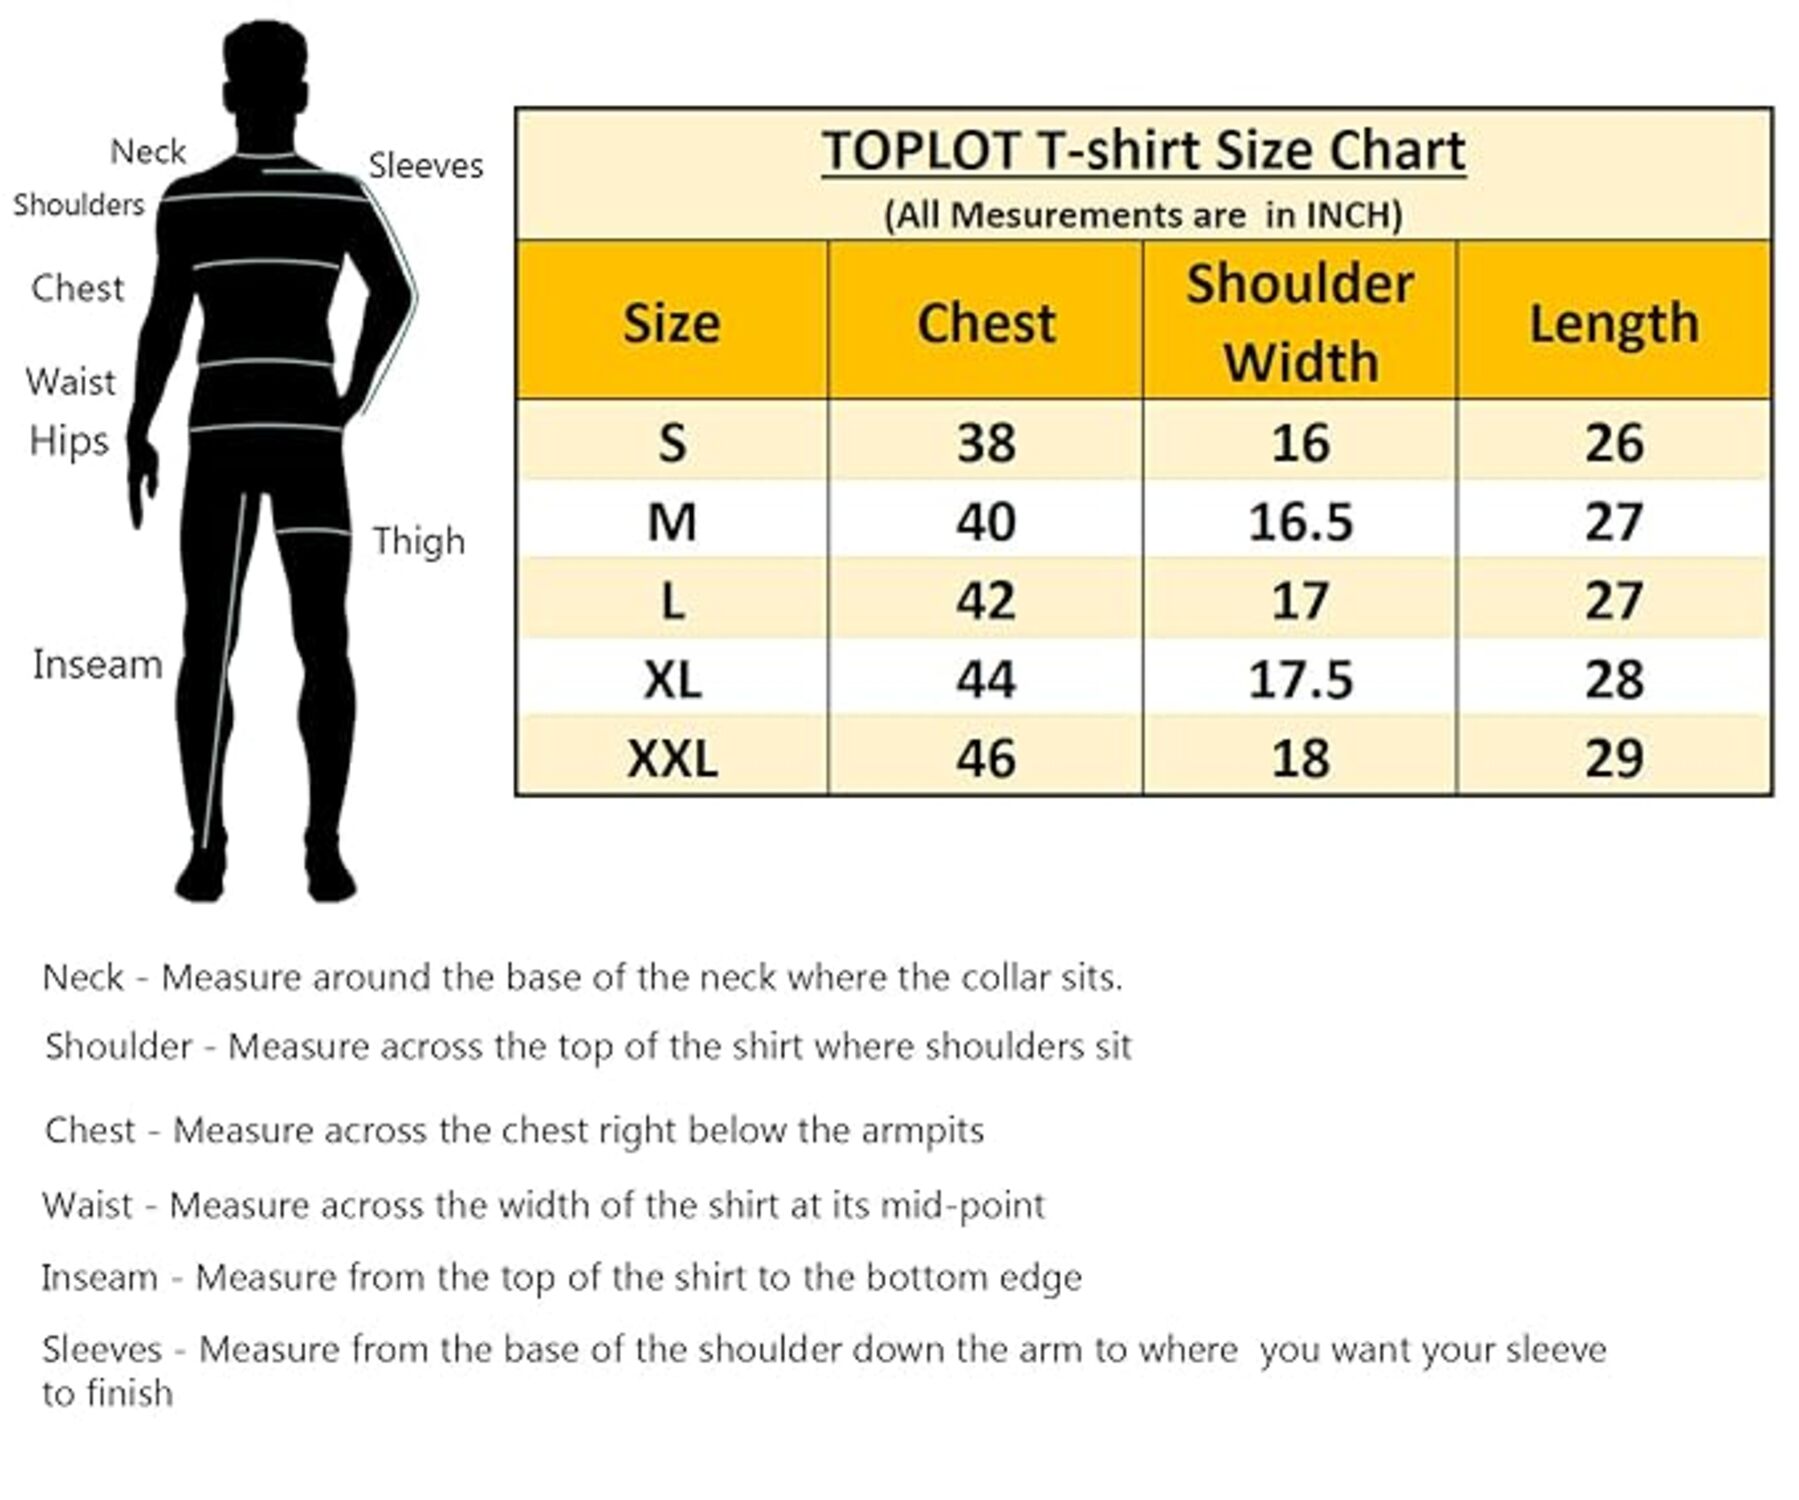 Neck
Sleeves
Shoulders
Chest
Waist
Hips
Thigh
Inseam
TOPLOT T-shirt Size Chart
(All Mesurements are in INCH)
Size Chest Shoulder Width Length
S 38 16 26
M 40 16.5 27
L 42 17 27
XL 44 17.5 28
XXL 46 18 29
Neck - Measure around the base of the neck where the collar sits.
Shoulder - Measure across the top of the shirt where shoulders sit
Chest - Measure across the chest right below the armpits
Waist - Measure across the width of the shirt at its mid-point
Inseam - Measure from the top of the shirt to the bottom edge
Sleeves - Measure from the base of the shoulder down the arm to where you want your sleeve
to finish